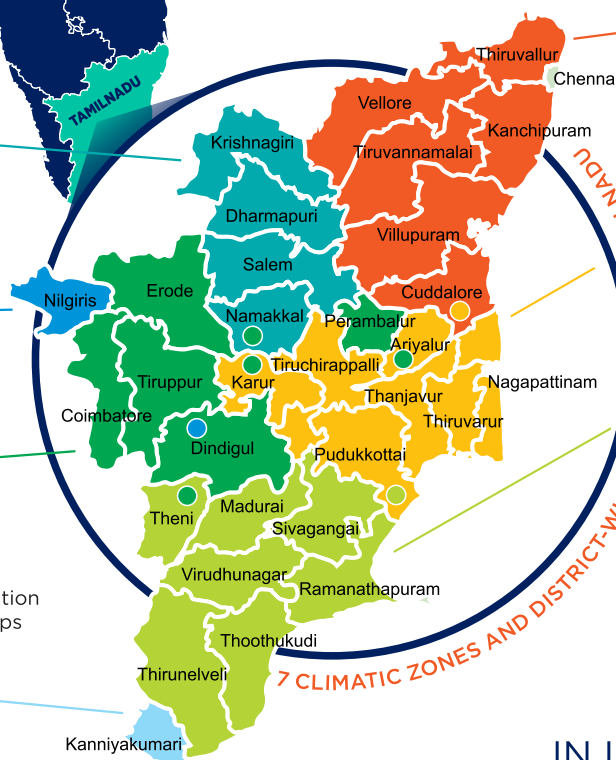 TAMILNADU
Thiruvallur
Chenna
Vellore
Kanchipuram
Krishnagiri
Tiruvannamalai
Dharmapuri
Villupuram
Salem
Nilgiris
Erode
Cuddalore
Namakkal
Perambalur
Ariyalur
Tiruchirappalli
Tiruppur
Karur
Nagapattinam
Thanjavur
Coimbatore
Thiruvarur
Dindigul
Pudukkottai
Theni
Madurai
Sivagangai
Virudhunagar
Ramanathapuram
tion
ps
Thoothukudi
Thirunelveli
Kanniyakumari
7 CLIMATIC ZONES AND DISTRICT-WI
NADU
IN